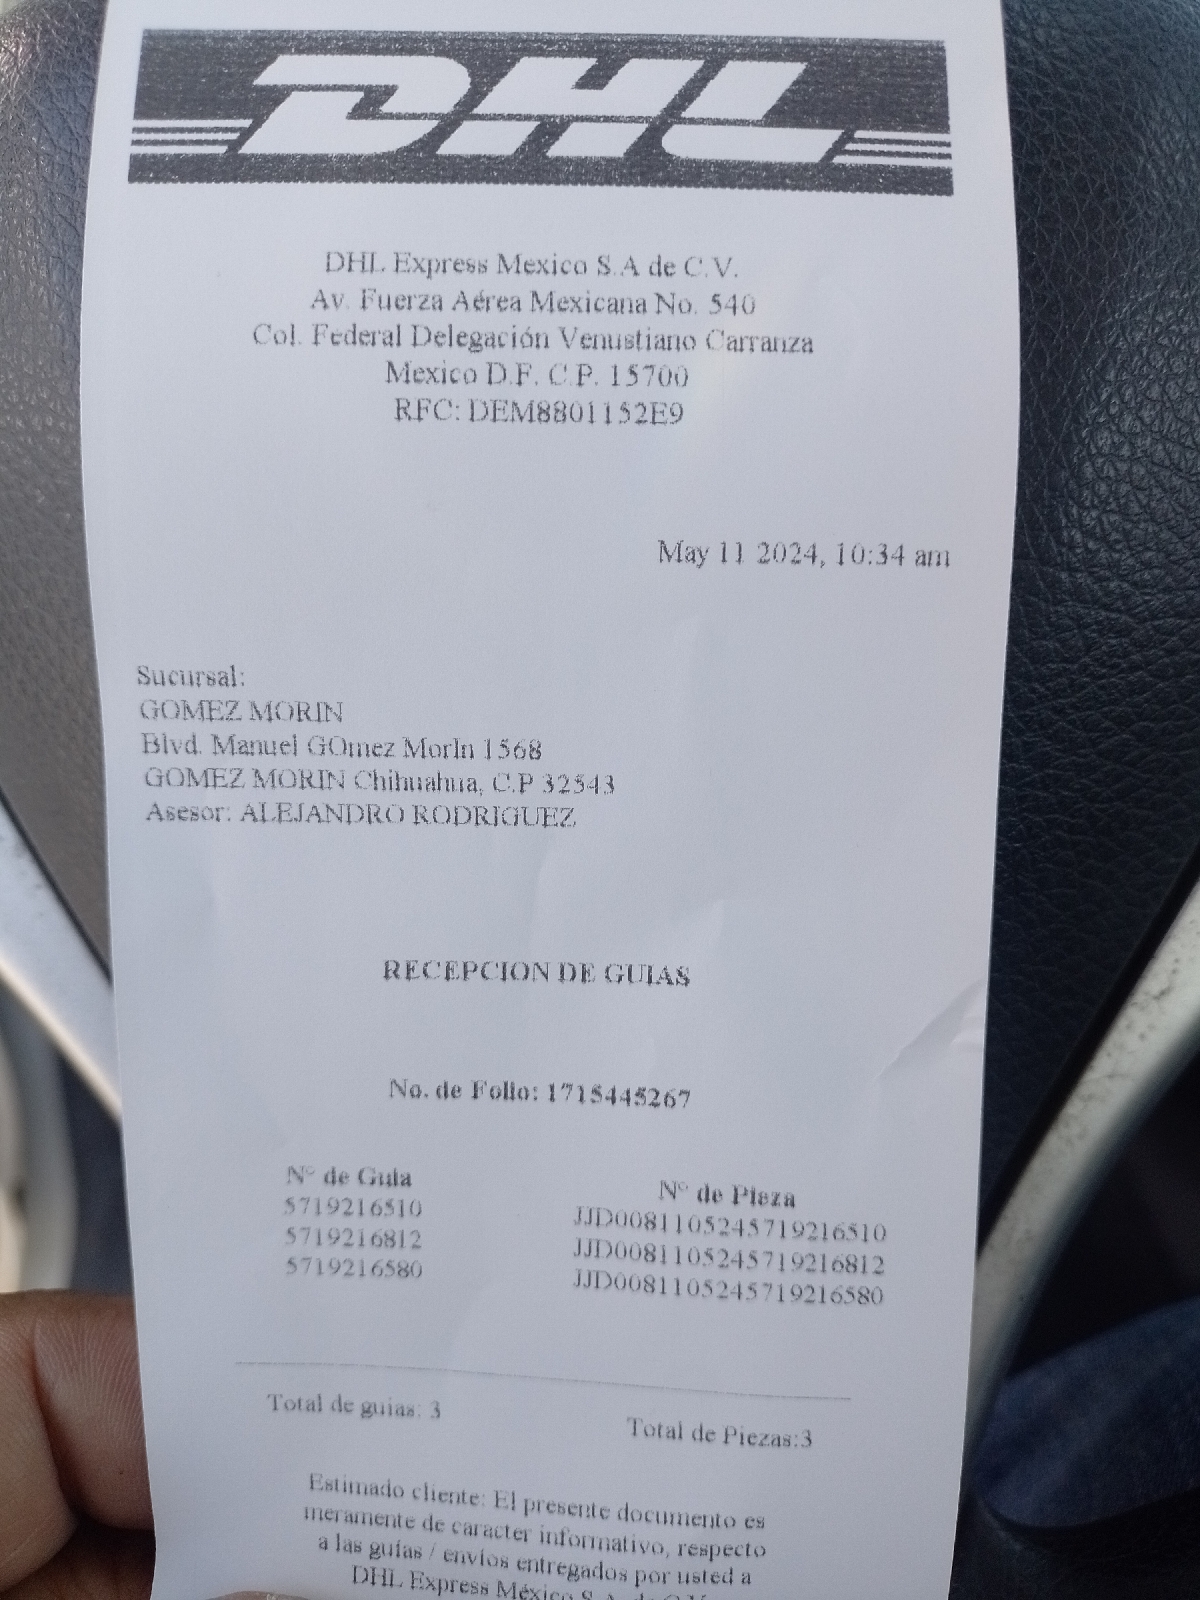 DHL
DHL Express Mexico S.A de C.V.
Av. Fuerza Aérea Mexicana No. 540
Col. Federal Delegación Venustiano Carranza
Mexico D.F. C.P. 15700
RFC: DEM8801152E9
May 11 2024, 10:34 am
Sucursal:
GOMEZ MORIN
Blvd. Manuel GOmez MorIn 1568
GOMEZ MORIN Chihuahua, C.P 32543
Asesor: ALEJANDRO RODRIGUEZ
RECEPCION DE GUIAS
No. de Folio: 1715445267
N° de Guia N° de Pieza
5719216510 JJD0081105245719216510
5719216812 JJD0081105245719216812
5719216580 JJD0081105245719216580
Total de guias: 3 Total de Piezas:3
Estimado cliente: El presente documento es
meramente de caracter informativo, respecto
a las guías / envíos entregados por usted a
DHL Express México S.A. de C.V.